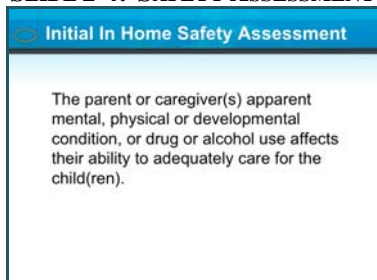 Initial In Home Safety Assessment
The parent or caregiver(s) apparent
mental, physical or developmental
condition, or drug or alcohol use affects
their ability to adequately care for the
child(ren).